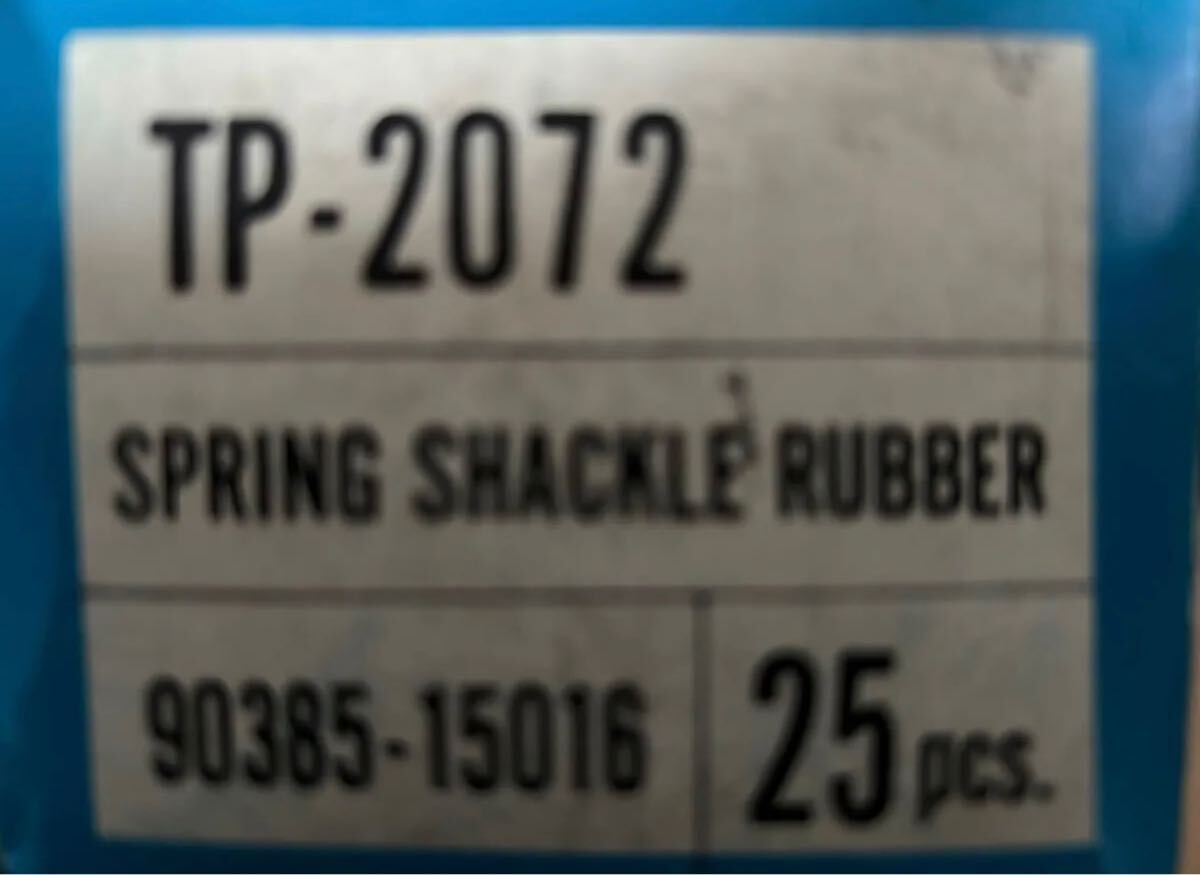 TP-2072
SPRING SHACKLE RUBBER
90385-15016
25 pcs.